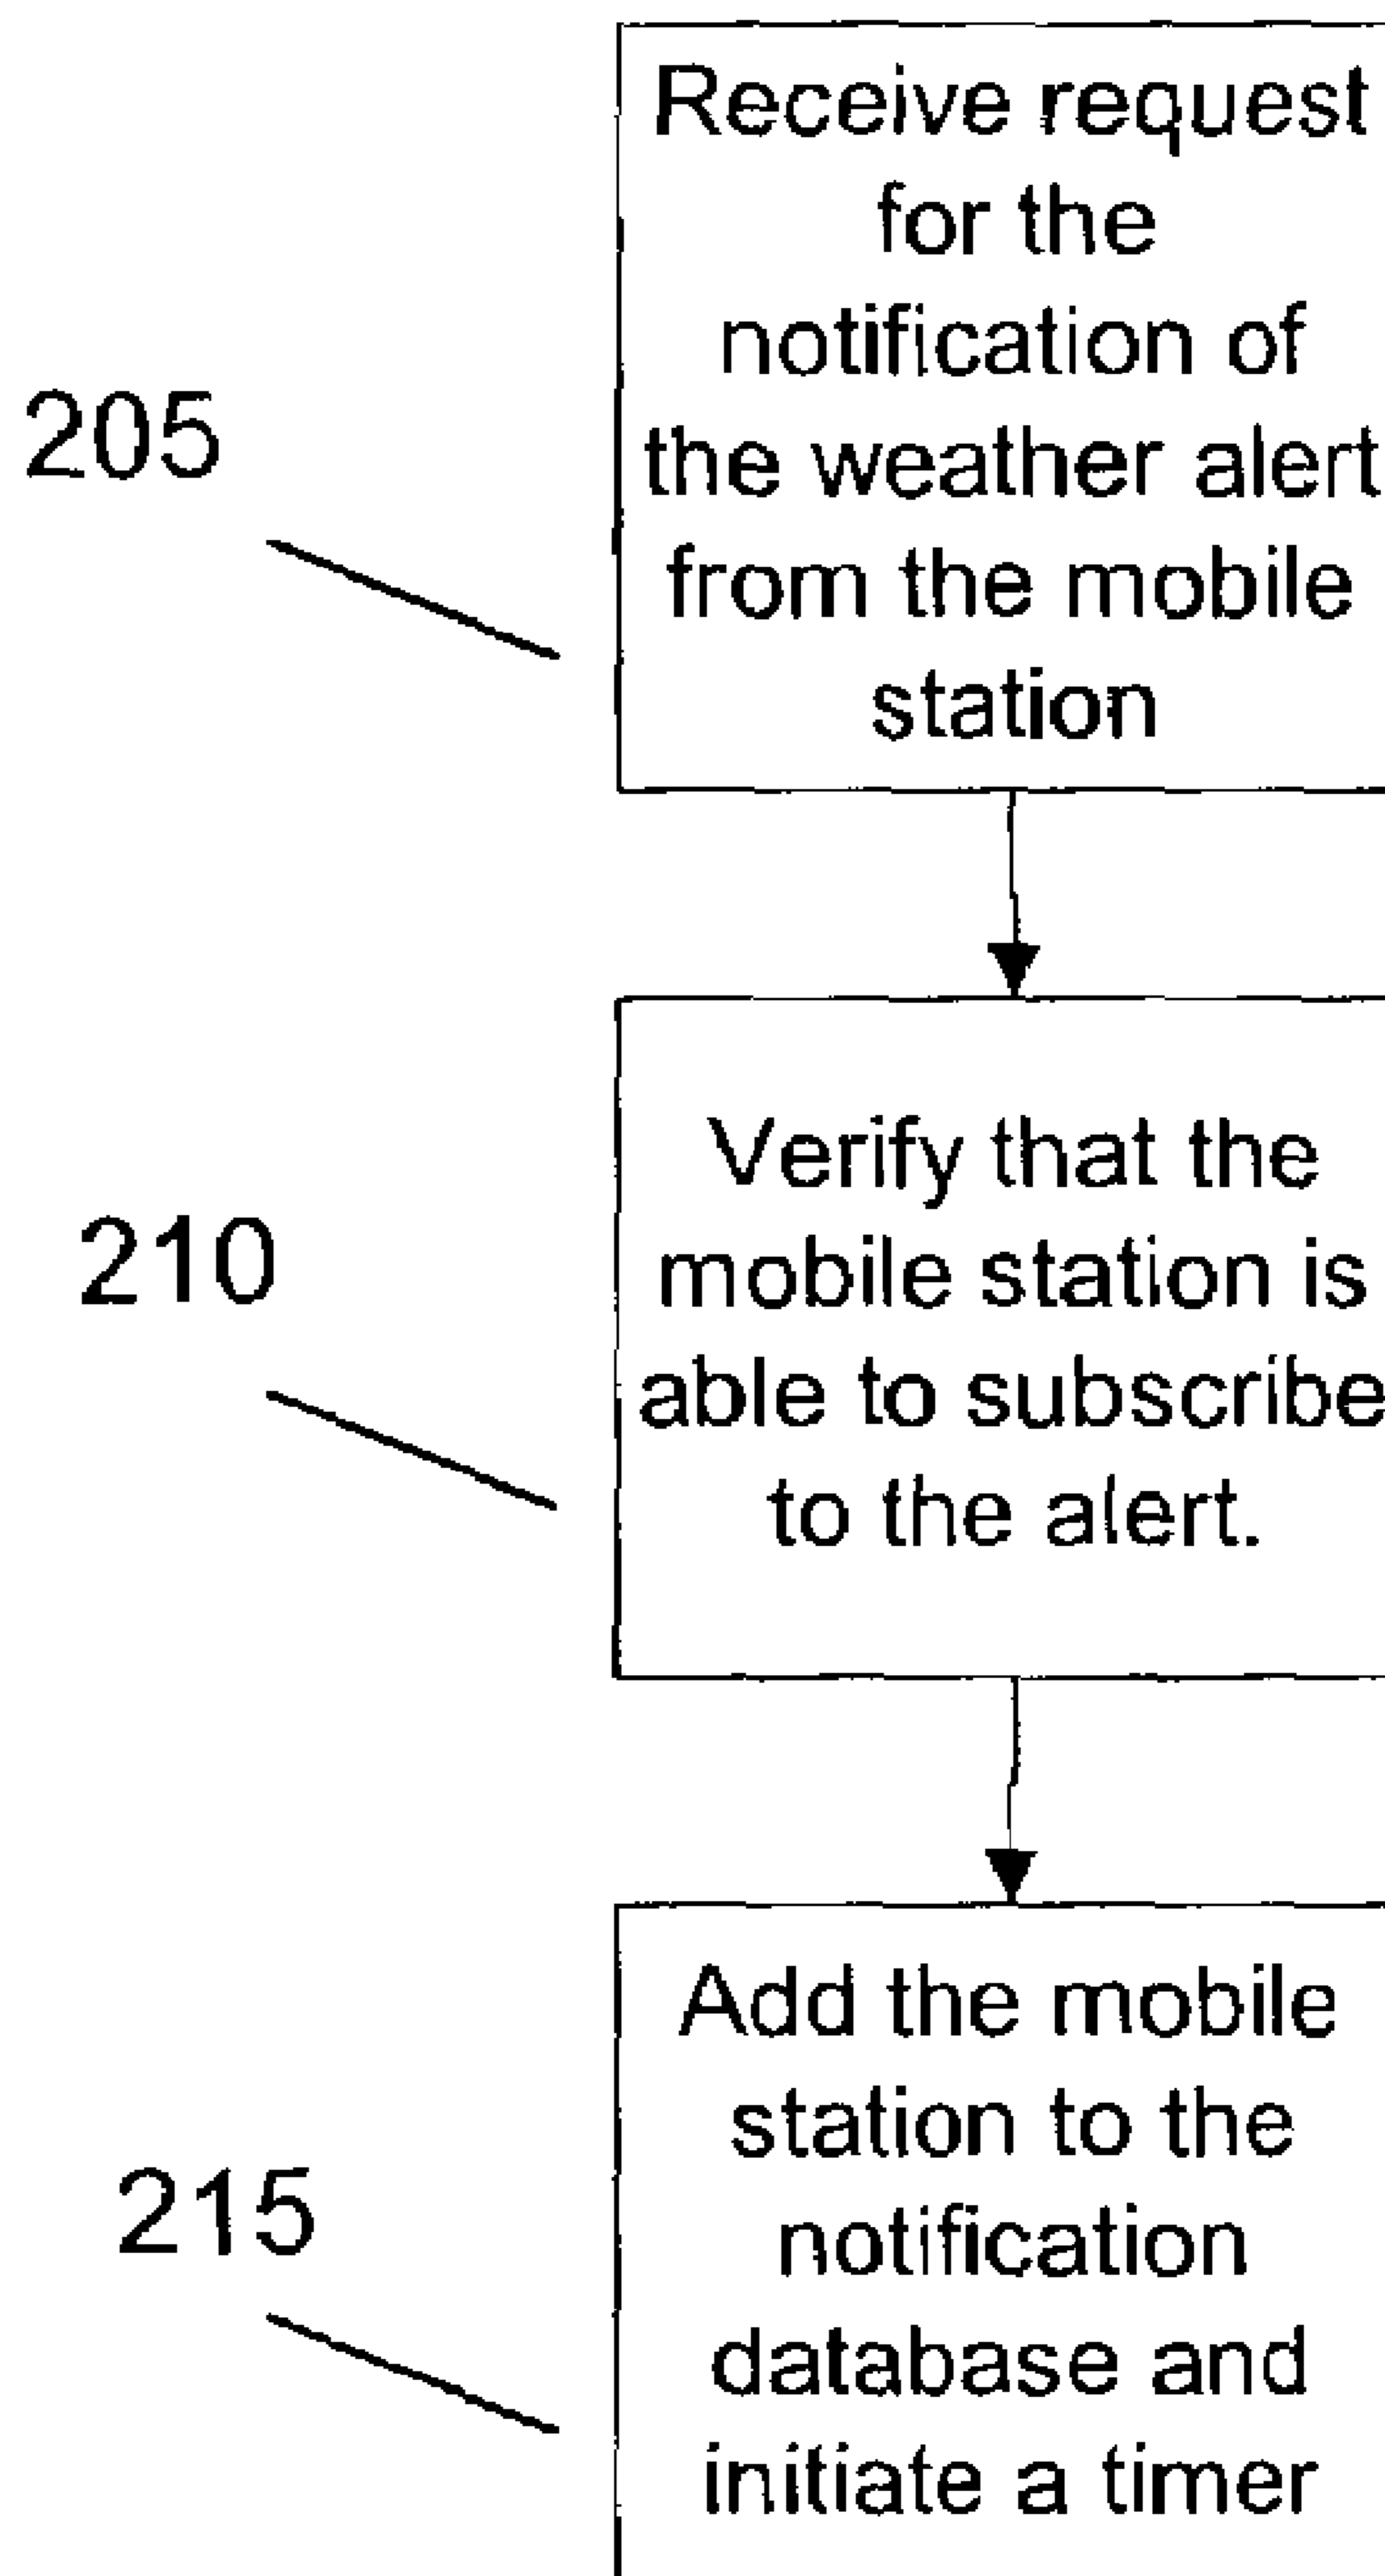 Receive request
for the
notification of
the weather alert
from the mobile
station
205
Verify that the
mobile station is
able to subscribe
to the alert.
210
Add the mobile
station to the
notification
database and
initiate a timer
215